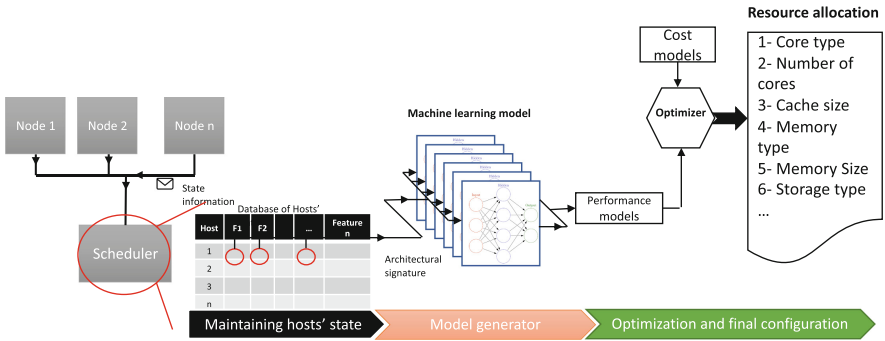 Resource allocation
Cost
models
1- Core type
2- Number of
cores
3- Cache size
4- Memory
type
5- Memory Size
6- Storage type
...
Optimizer
Machine learning model
Node 1
Node 2
Node n
State
information
Scheduler
Database of Hosts'
Host F1 F2 ... Feature
n
1
2
3
n
Architectural
signature
Performance
models
Maintaining hosts' state
Model generator
Optimization and final configuration